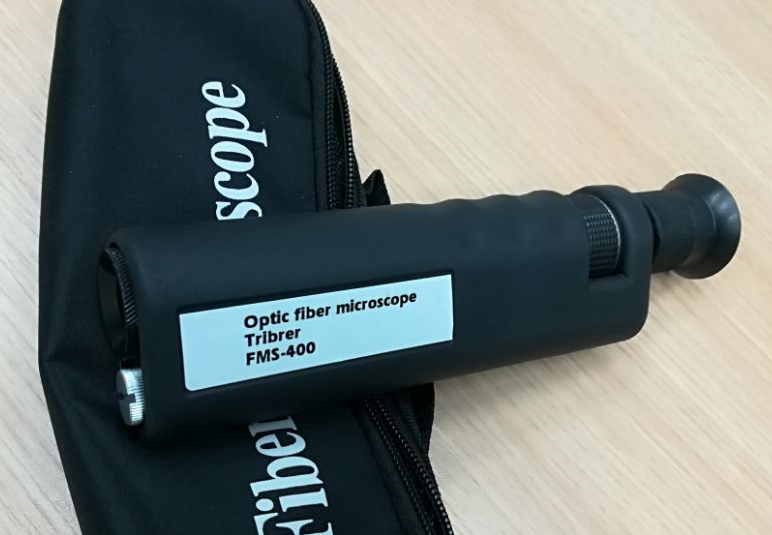 Optic fiber microscope
Tribrer
FMS-400
Fiber
scope